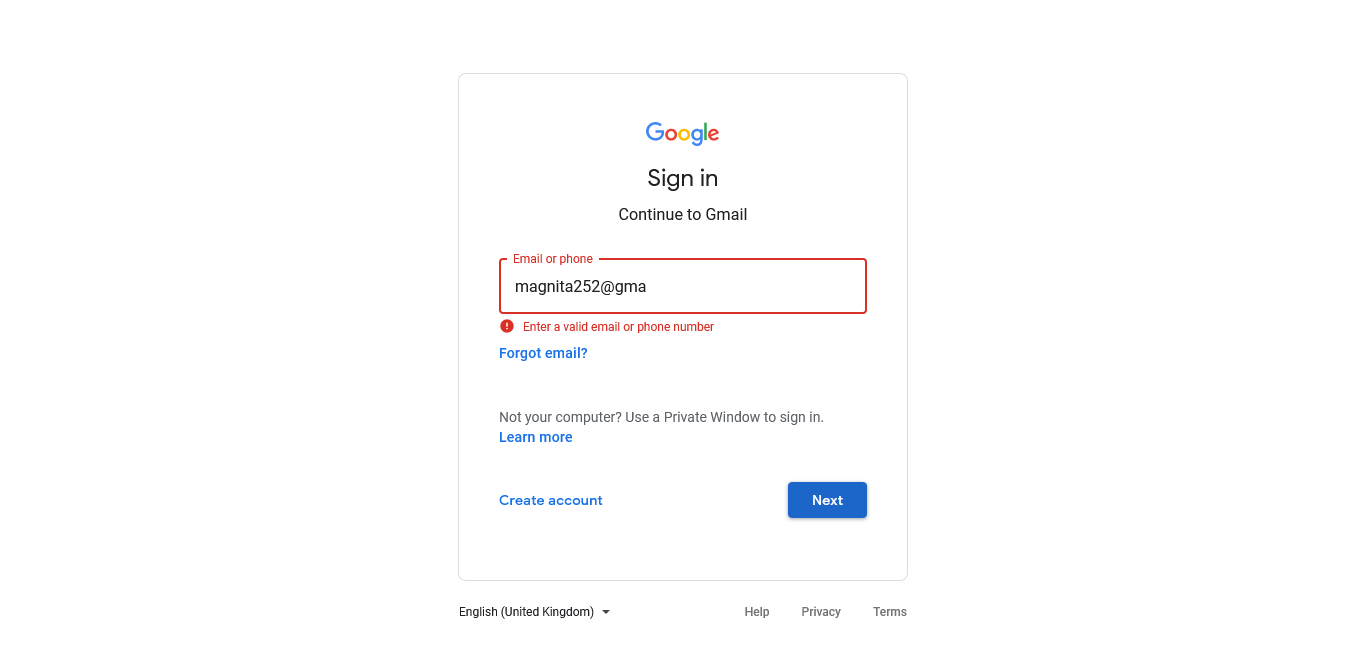 Google
Sign in
Continue to Gmail
Email or phone
magnita252@gma
Enter a valid email or phone number
Forgot email?
Not your computer? Use a Private Window to sign in.
Learn more
Create account
Next
English (United Kingdom)
Help
Privacy
Terms